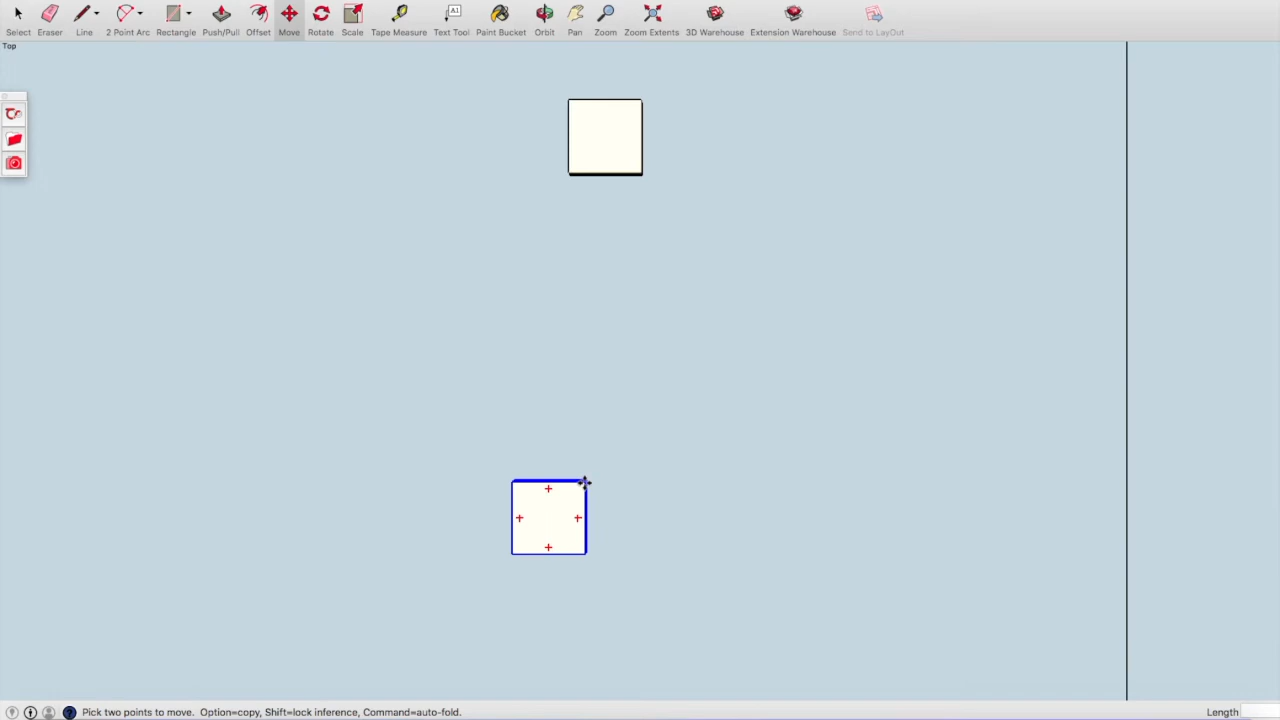 Select Eraser Line 2 Point Arc Rectangle Push/Pull Offset Move Rotate Scale Tape Measure Text Tool Paint Bucket Orbit Pan Zoom Zoom Extents 3D Warehouse Extension Warehouse Send to LayOut
Top
Pick two points to move. Option=copy, Shift=lock inference, Command=auto-fold. Length